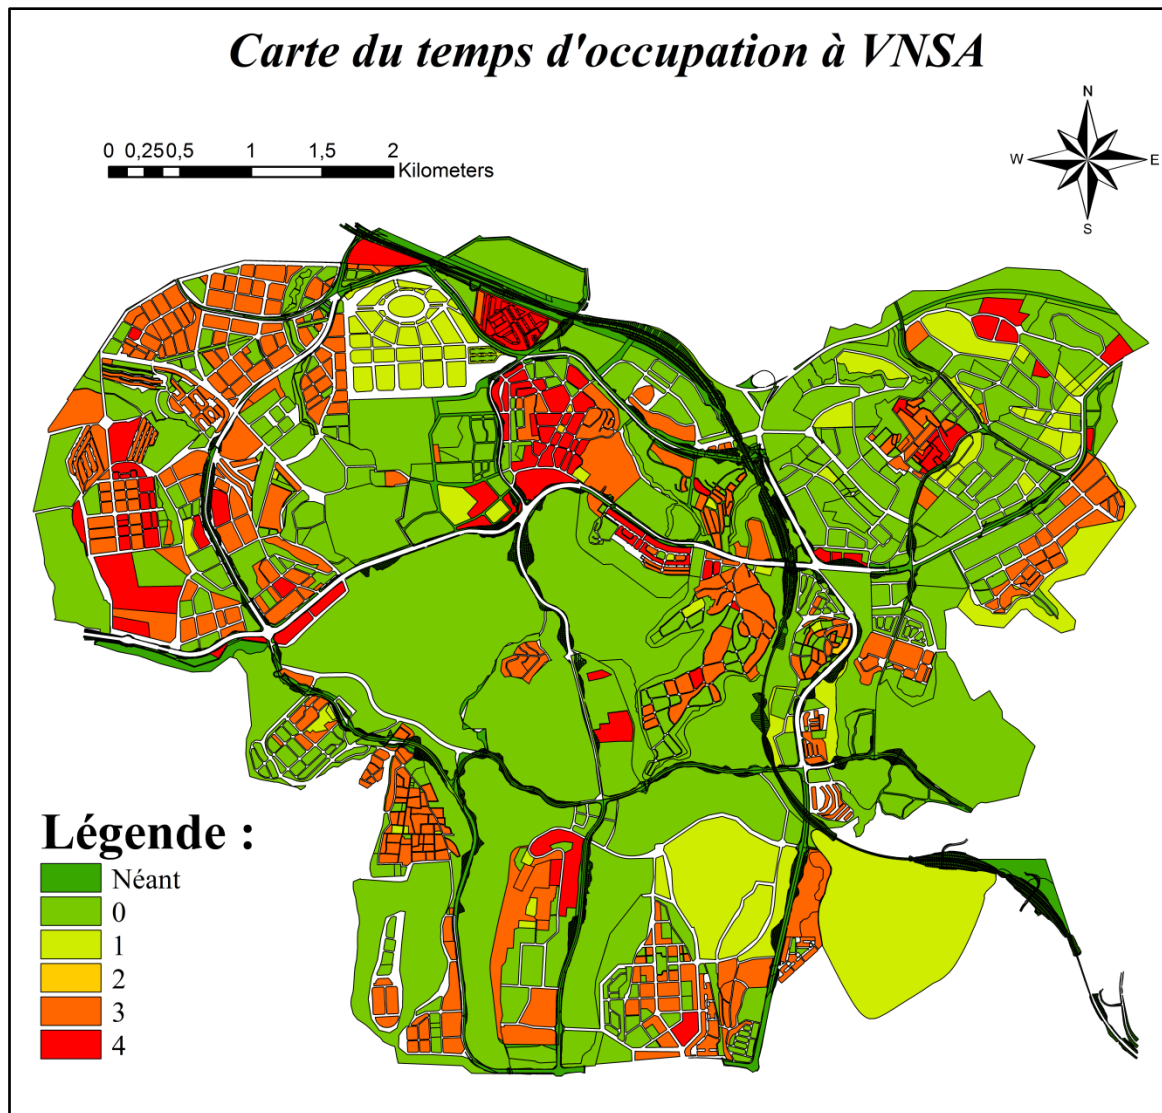 Carte du temps d'occupation à VNSA
N
W E
S
0 0,250,5 1 1,5 2
Kilometers
Légende :
Néant
0
1
2
3
4